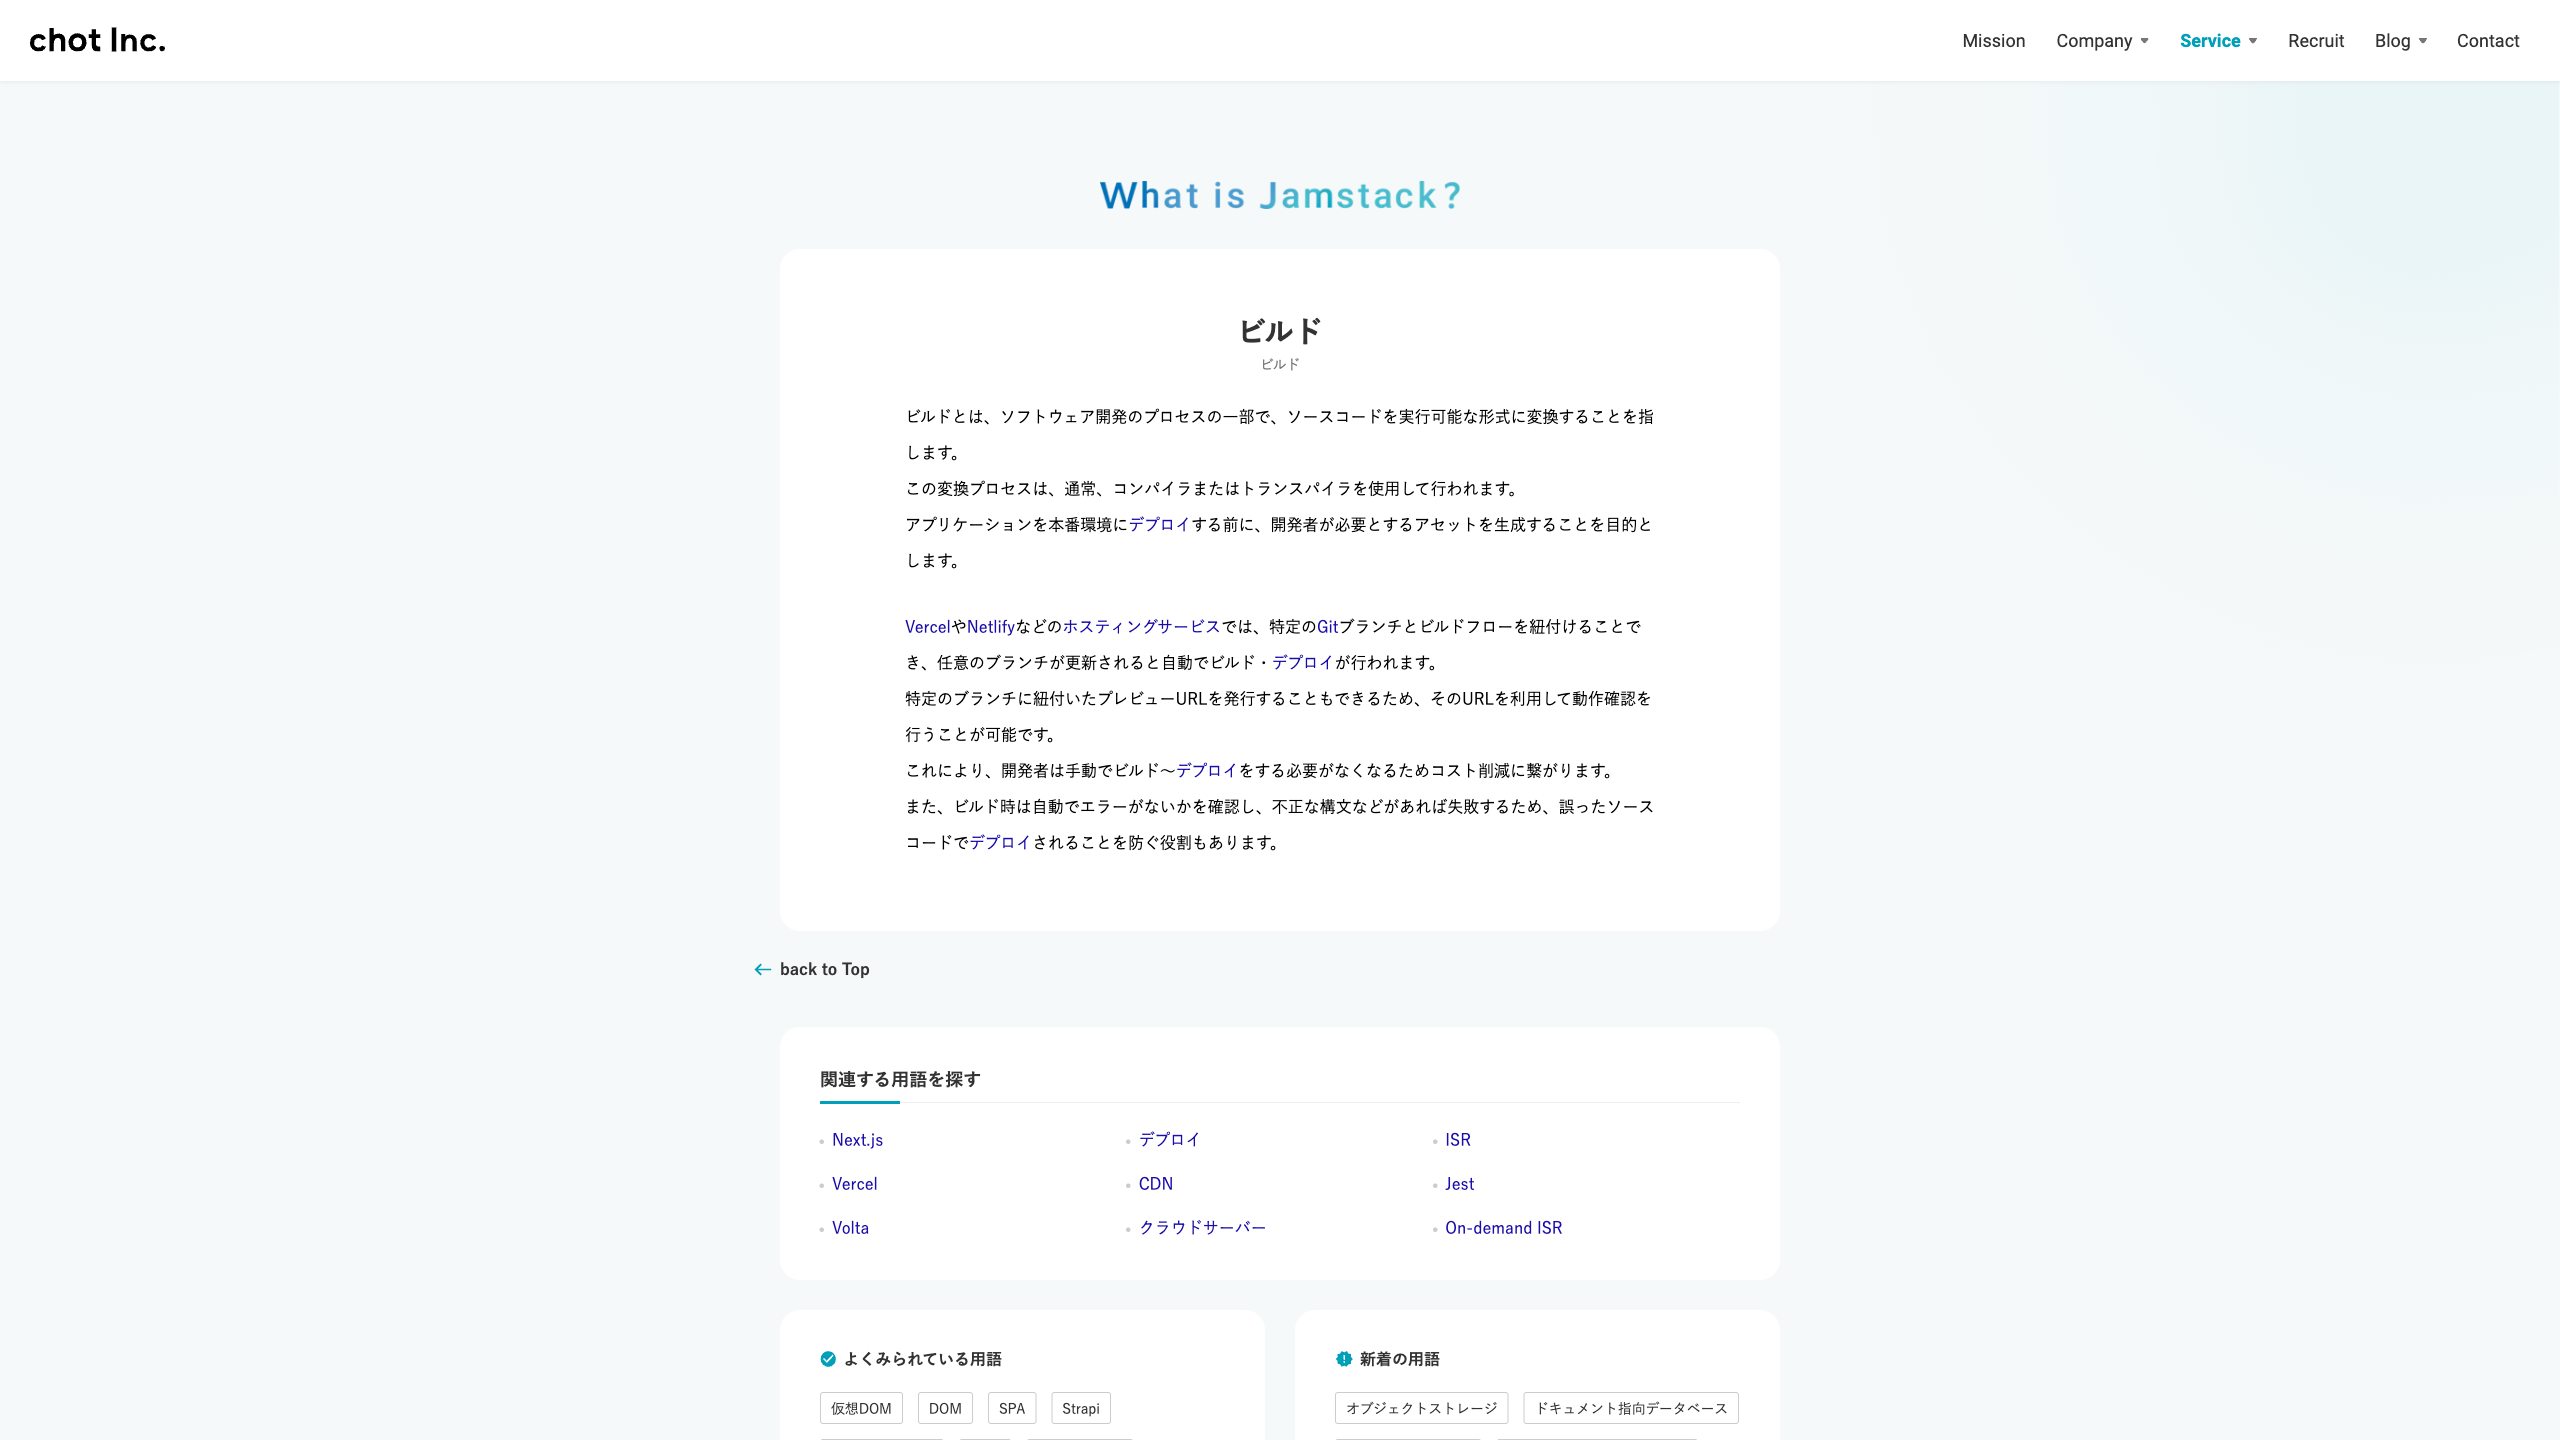 chot Inc.
Mission Company Service Recruit Blog Contact
What is Jamstack?
ビルド
ビルド
ビルドとは、ソフトウェア開発のプロセスの一部で、ソースコードを実行可能な形式に変換することを指
します。
この変換プロセスは、通常、コンパイラまたはトランスパイラを使用して行われます。
アプリケーションを本番環境にデプロイする前に、開発者が必要とするアセットを生成することを目的と
します。
VercelやNetlifyなどのホスティングサービスでは、特定のGitブランチとビルドフローを紐付けることで
き、任意のブランチが更新されると自動でビルド・デプロイが行われます。
特定のブランチに紐付いたプレビューURLを発行することもできるため、そのURLを利用して動作確認を
行うことが可能です。
これにより、開発者は手動でビルド〜デプロイをする必要がなくなるためコスト削減に繋がります。
また、ビルド時は自動でエラーがないかを確認し、不正な構文などがあれば失敗するため、誤ったソース
コードでデプロイされることを防ぐ役割もあります。
back to Top
関連する用語を探す
Next.js デプロイ ISR
Vercel CDN Jest
Volta クラウドサーバー On-demand ISR
よくみられている用語
仮想DOM DOM SPA Strapi
新着の用語
オブジェクトストレージ ドキュメント指向データベース